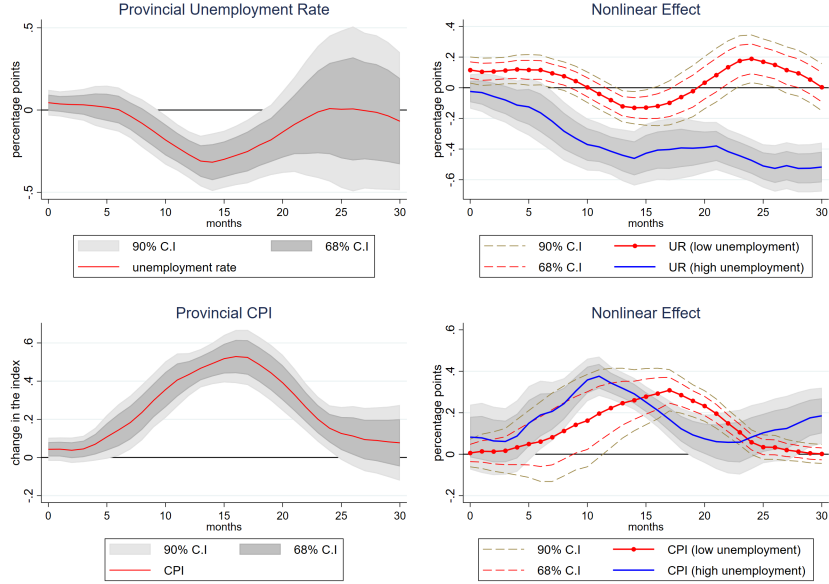 Provincial Unemployment Rate
percentage points
.5
0
-.5
0 5 10 15 20 25 30
months
90% C.I 68% C.I
unemployment rate
Nonlinear Effect
percentage points
.4
.2
0
-.2
-.4
-.6
0 5 10 15 20 25 30
months
90% C.I UR (low unemployment)
68% C.I UR (high unemployment)
Provincial CPI
change in the index
.6
.4
.2
0
-.2
0 5 10 15 20 25 30
months
90% C.I 68% C.I
CPI
Nonlinear Effect
percentage points
.6
.4
.2
0
-.2
0 5 10 15 20 25 30
months
90% C.I CPI (low unemployment)
68% C.I CPI (high unemployment)